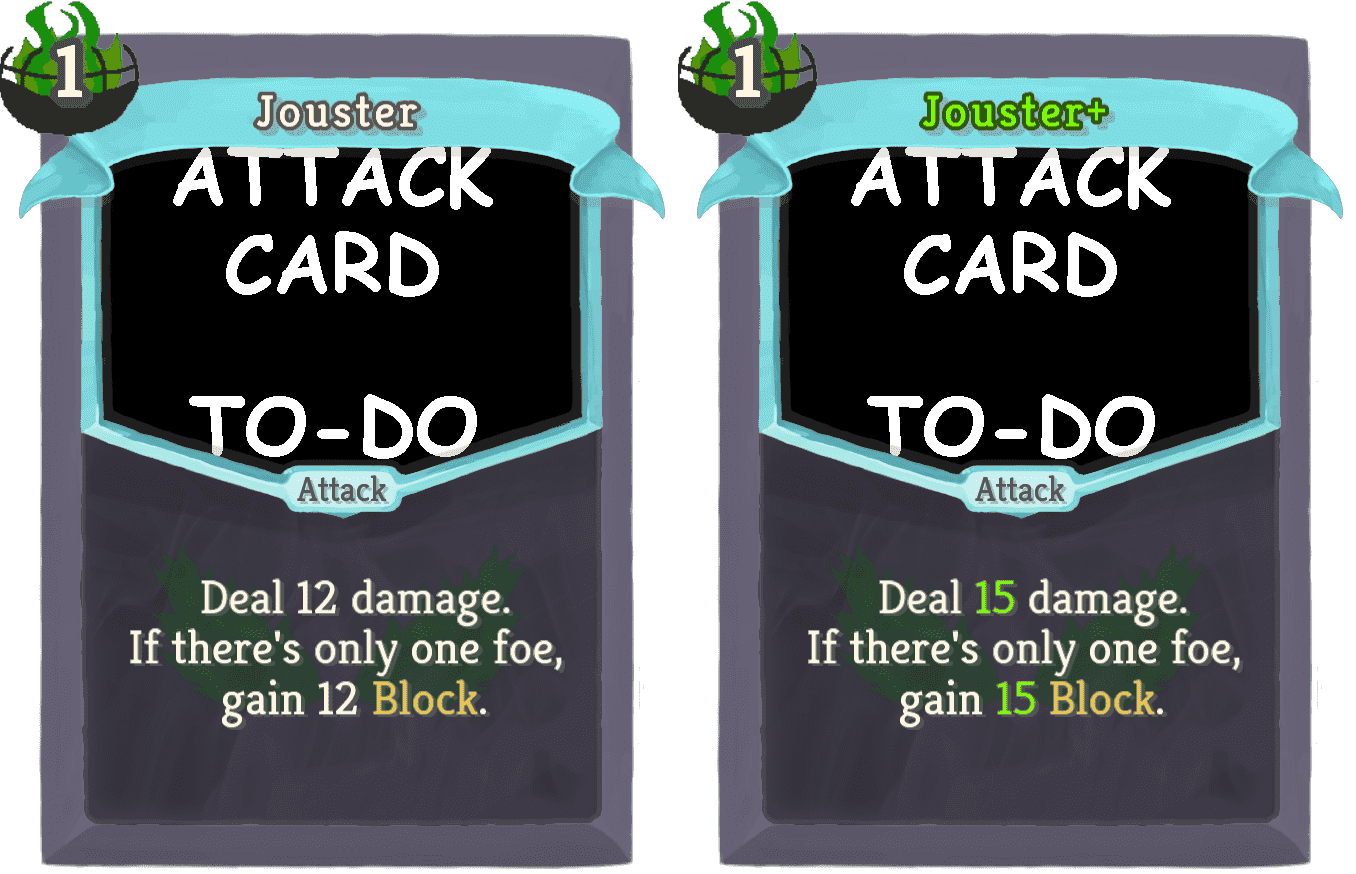 1
Jouster
ATTACK
CARD
TO-DO
Attack
Deal 12 damage.
If there's only one foe,
gain 12 Block.
1
Jouster+
ATTACK
CARD
TO-DO
Attack
Deal 15 damage.
If there's only one foe,
gain 15 Block.